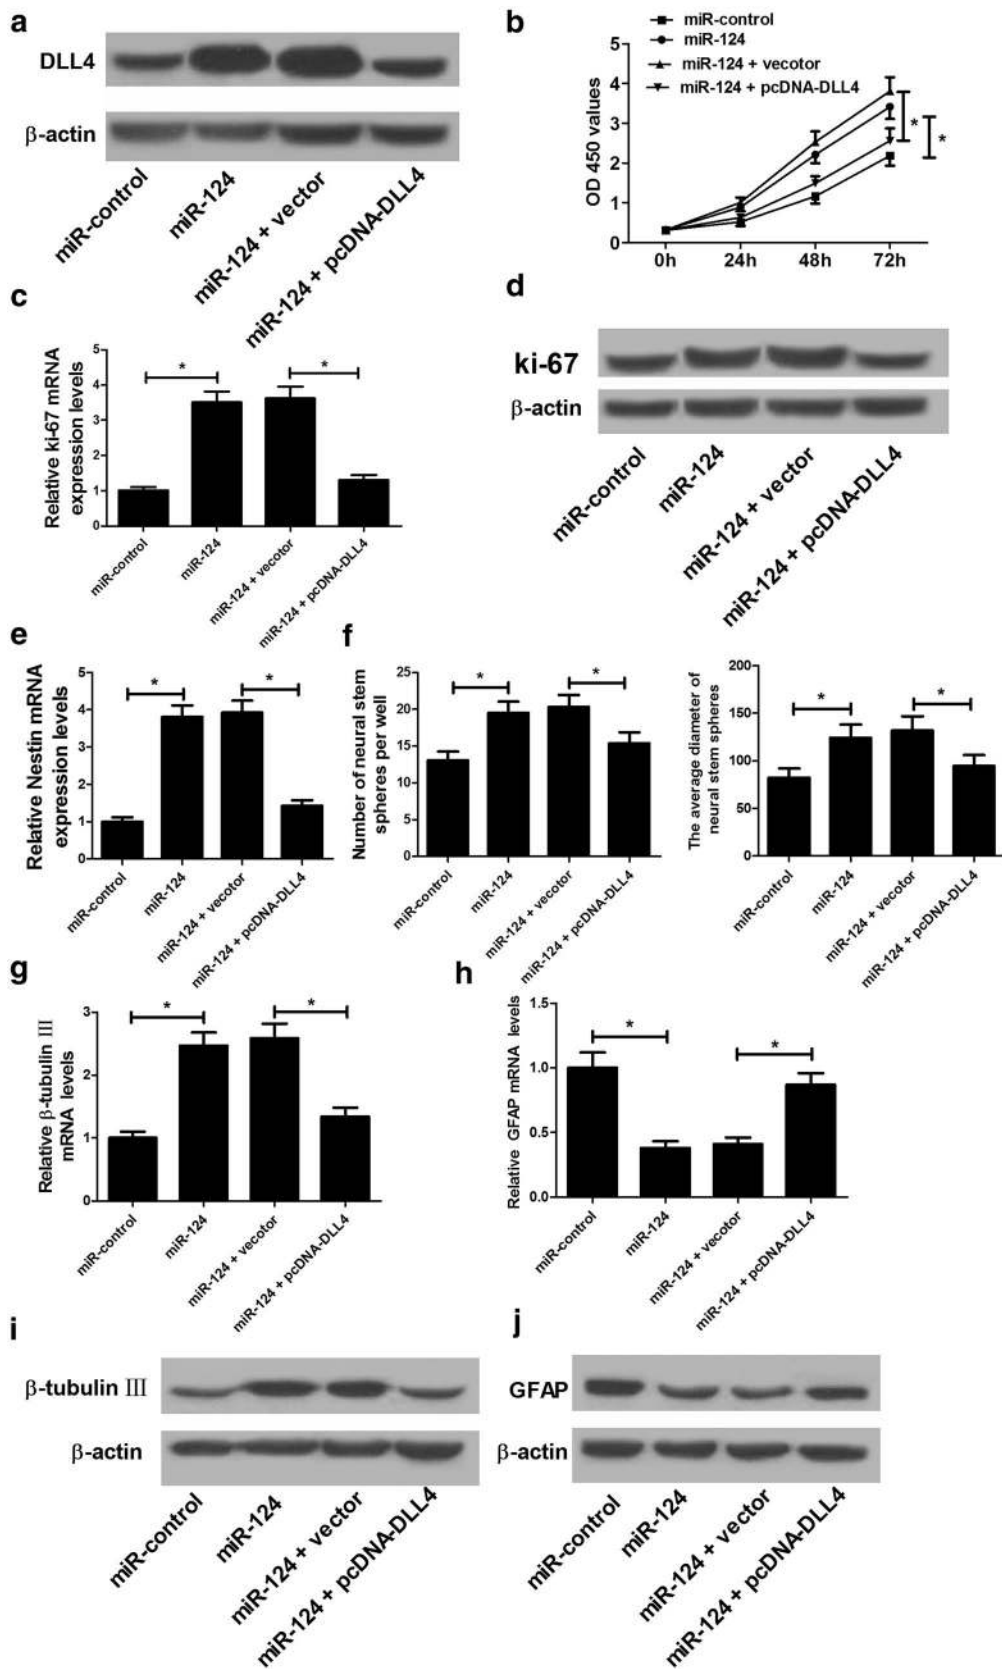 a
DLL4
β-actin
miR-control
miR-124
miR-124 + vector
miR-124 + pcDNA-DLL4
b
miR-control
miR-124
miR-124 + vecotor
miR-124 + pcDNA-DLL4
OD 450 values
5
4
3
2
1
0
0h 24h 48h 72h
*
*
c
Relative ki-67 mRNA
expression levels
5
4
3
2
1
0
* *
miR-control
miR-124
miR-124 + vecotor
miR-124 + pcDNA-DLL4
d
ki-67
β-actin
miR-control
miR-124
miR-124 + vector
miR-124 + pcDNA-DLL4
e
Relative Nestin mRNA
expression levels
5
4
3
2
1
0
* *
miR-control
miR-124
miR-124 + vecotor
miR-124 + pcDNA-DLL4
f
Number of neural stem
spheres per well
25
20
15
10
5
0
* *
miR-control
miR-124
miR-124 + vecotor
miR-124 + pcDNA-DLL4
The average diameter of
neural stem spheres
200
150
100
50
0
* *
miR-control
miR-124
miR-124 + vecotor
miR-124 + pcDNA-DLL4
g
Relative β-tubulin III
mRNA levels
3
2
1
0
* *
miR-control
miR-124
miR-124 + vecotor
miR-124 + pcDNA-DLL4
h
Relative GFAP mRNA levels
1.5
1.0
0.5
0.0
* *
miR-control
miR-124
miR-124 + vecotor
miR-124 + pcDNA-DLL4
i
β-tubulin III
β-actin
miR-control
miR-124
miR-124 + vector
miR-124 + pcDNA-DLL4
j
GFAP
β-actin
miR-control
miR-124
miR-124 + vector
miR-124 + pcDNA-DLL4